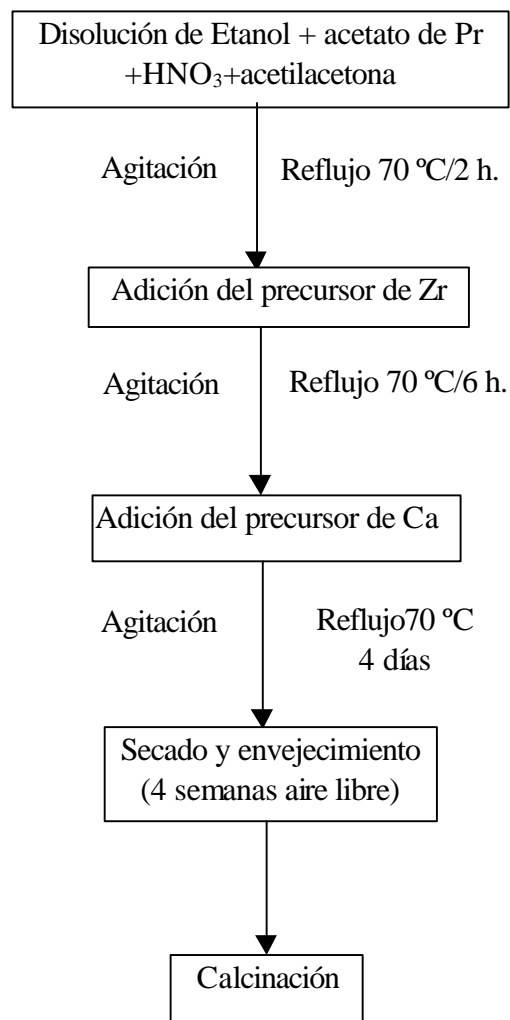 Disolución de Etanol + acetato de Pr
+HNO₃+acetilacetona
Agitación
Reflujo 70 ºC/2 h.
Adición del precursor de Zr
Agitación
Reflujo 70 ºC/6 h.
Adición del precursor de Ca
Agitación
Reflujo70 ºC
4 días
Secado y envejecimiento
(4 semanas aire libre)
Calcinación